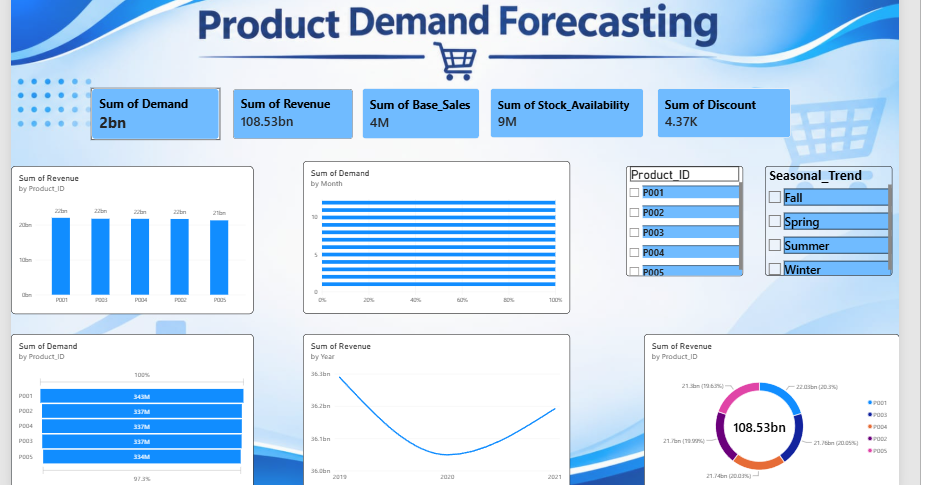 Product Demand Forecasting
Sum of Demand
2bn
Sum of Revenue
108.53bn
Sum of Base_Sales
4M
Sum of Stock_Availability
9M
Sum of Discount
4.37K
Sum of Revenue
by Product_ID
20bn
10bn
0bn
22bn
22bn
22bn
22bn
21bn
P001
P003
P004
P002
P005
Sum of Demand
by Month
10
5
0
0%
20%
40%
60%
80%
100%
Product_ID
P001
P002
P003
P004
P005
Seasonal_Trend
Fall
Spring
Summer
Winter
Sum of Demand
by Product_ID
100%
P001
343M
P002
337M
P004
337M
P003
337M
P005
334M
97.3%
Sum of Revenue
by Year
36.3bn
36.2bn
36.1bn
36.0bn
2019
2020
2021
Sum of Revenue
by Product_ID
21.3bn (19.63%)
22.03bn (20.3%)
21.7bn (19.99%)
21.76bn (20.05%)
21.74bn (20.03%)
108.53bn
P001
P003
P004
P002
P005